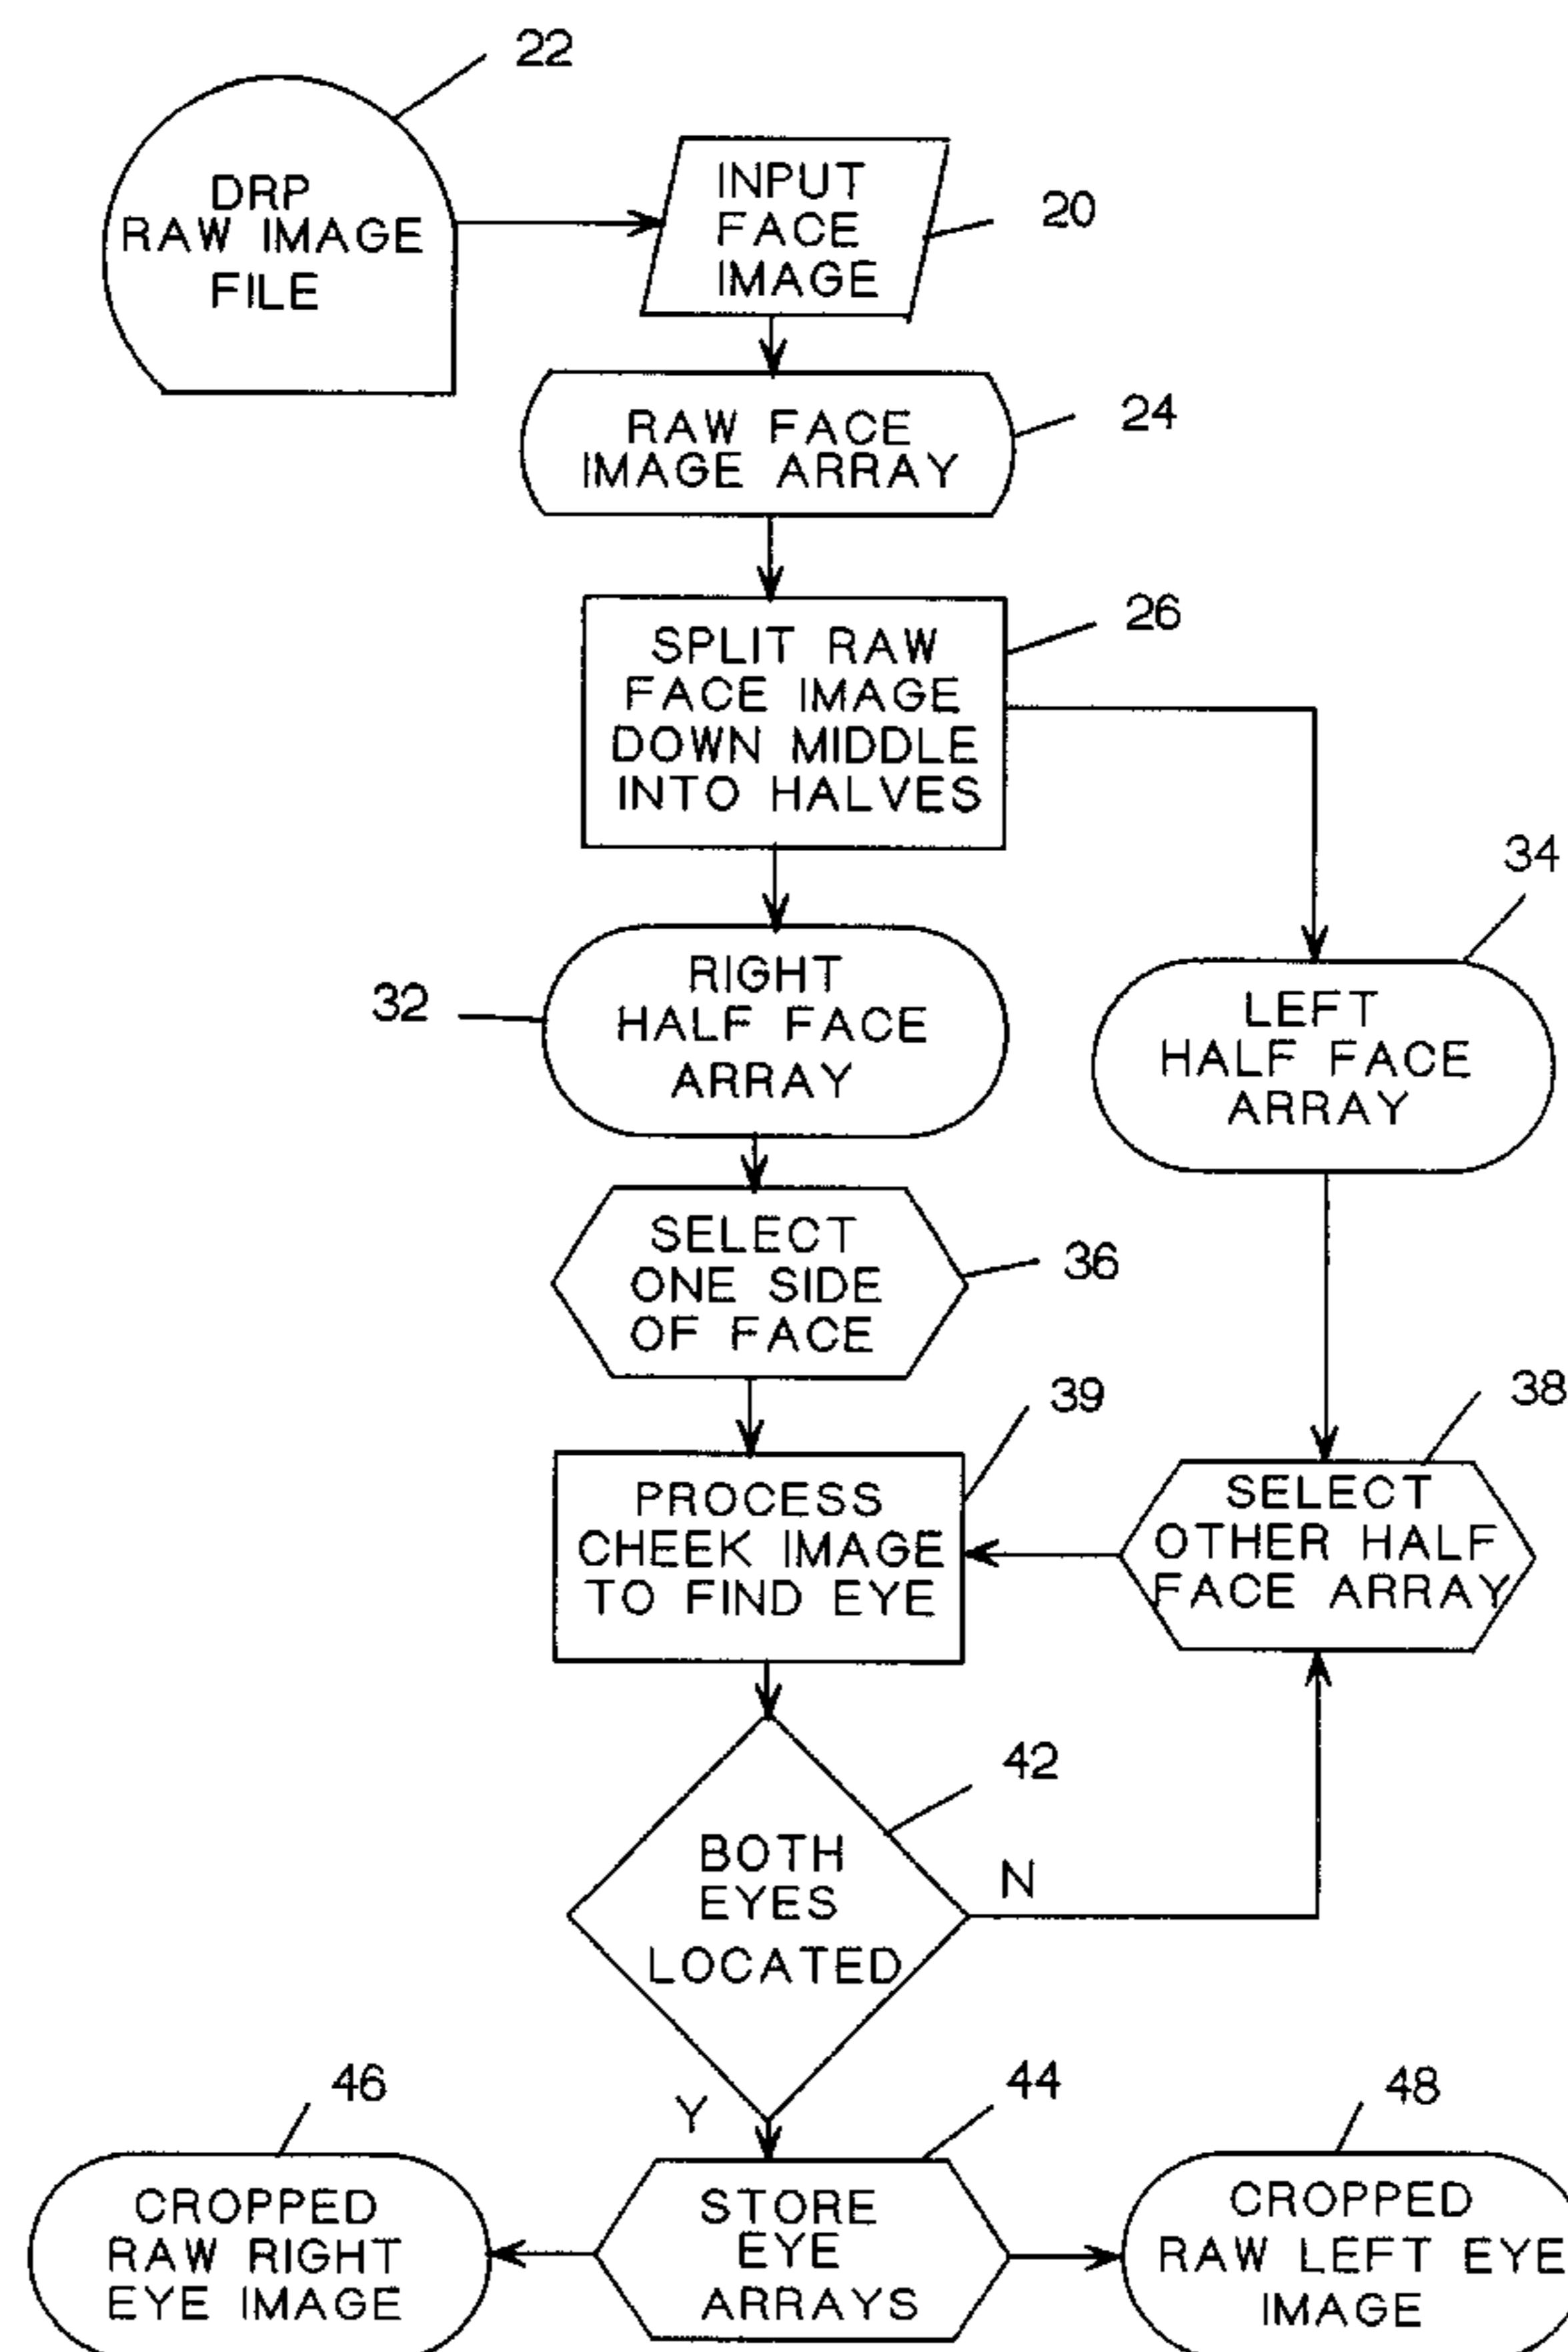 22
DRP
RAW IMAGE
FILE
INPUT
FACE
IMAGE
20
RAW FACE
IMAGE ARRAY
24
SPLIT RAW
FACE IMAGE
DOWN MIDDLE
INTO HALVES
26
34
RIGHT
HALF FACE
ARRAY
32
LEFT
HALF FACE
ARRAY
SELECT
ONE SIDE
OF FACE
36
39
38
PROCESS
CHEEK IMAGE
TO FIND EYE
SELECT
OTHER HALF
FACE ARRAY
42
BOTH
EYES
LOCATED
N
Y
46
44
48
CROPPED
RAW RIGHT
EYE IMAGE
STORE
EYE
ARRAYS
CROPPED
RAW LEFT EYE
IMAGE